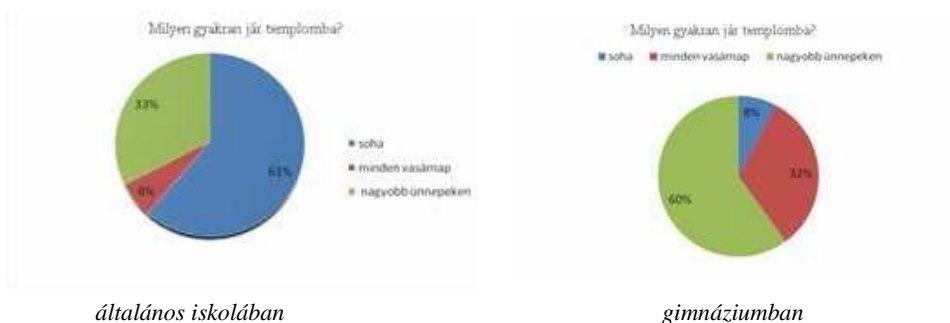 Milyen gyakran jár templomba?
33%
61%
6%
soha
minden vasárnap
nagyobb ünnepeken
általános iskolában
Milyen gyakran jár templomba?
soha minden vasárnap nagyobb ünnepeken
8%
32%
60%
gimnáziumban